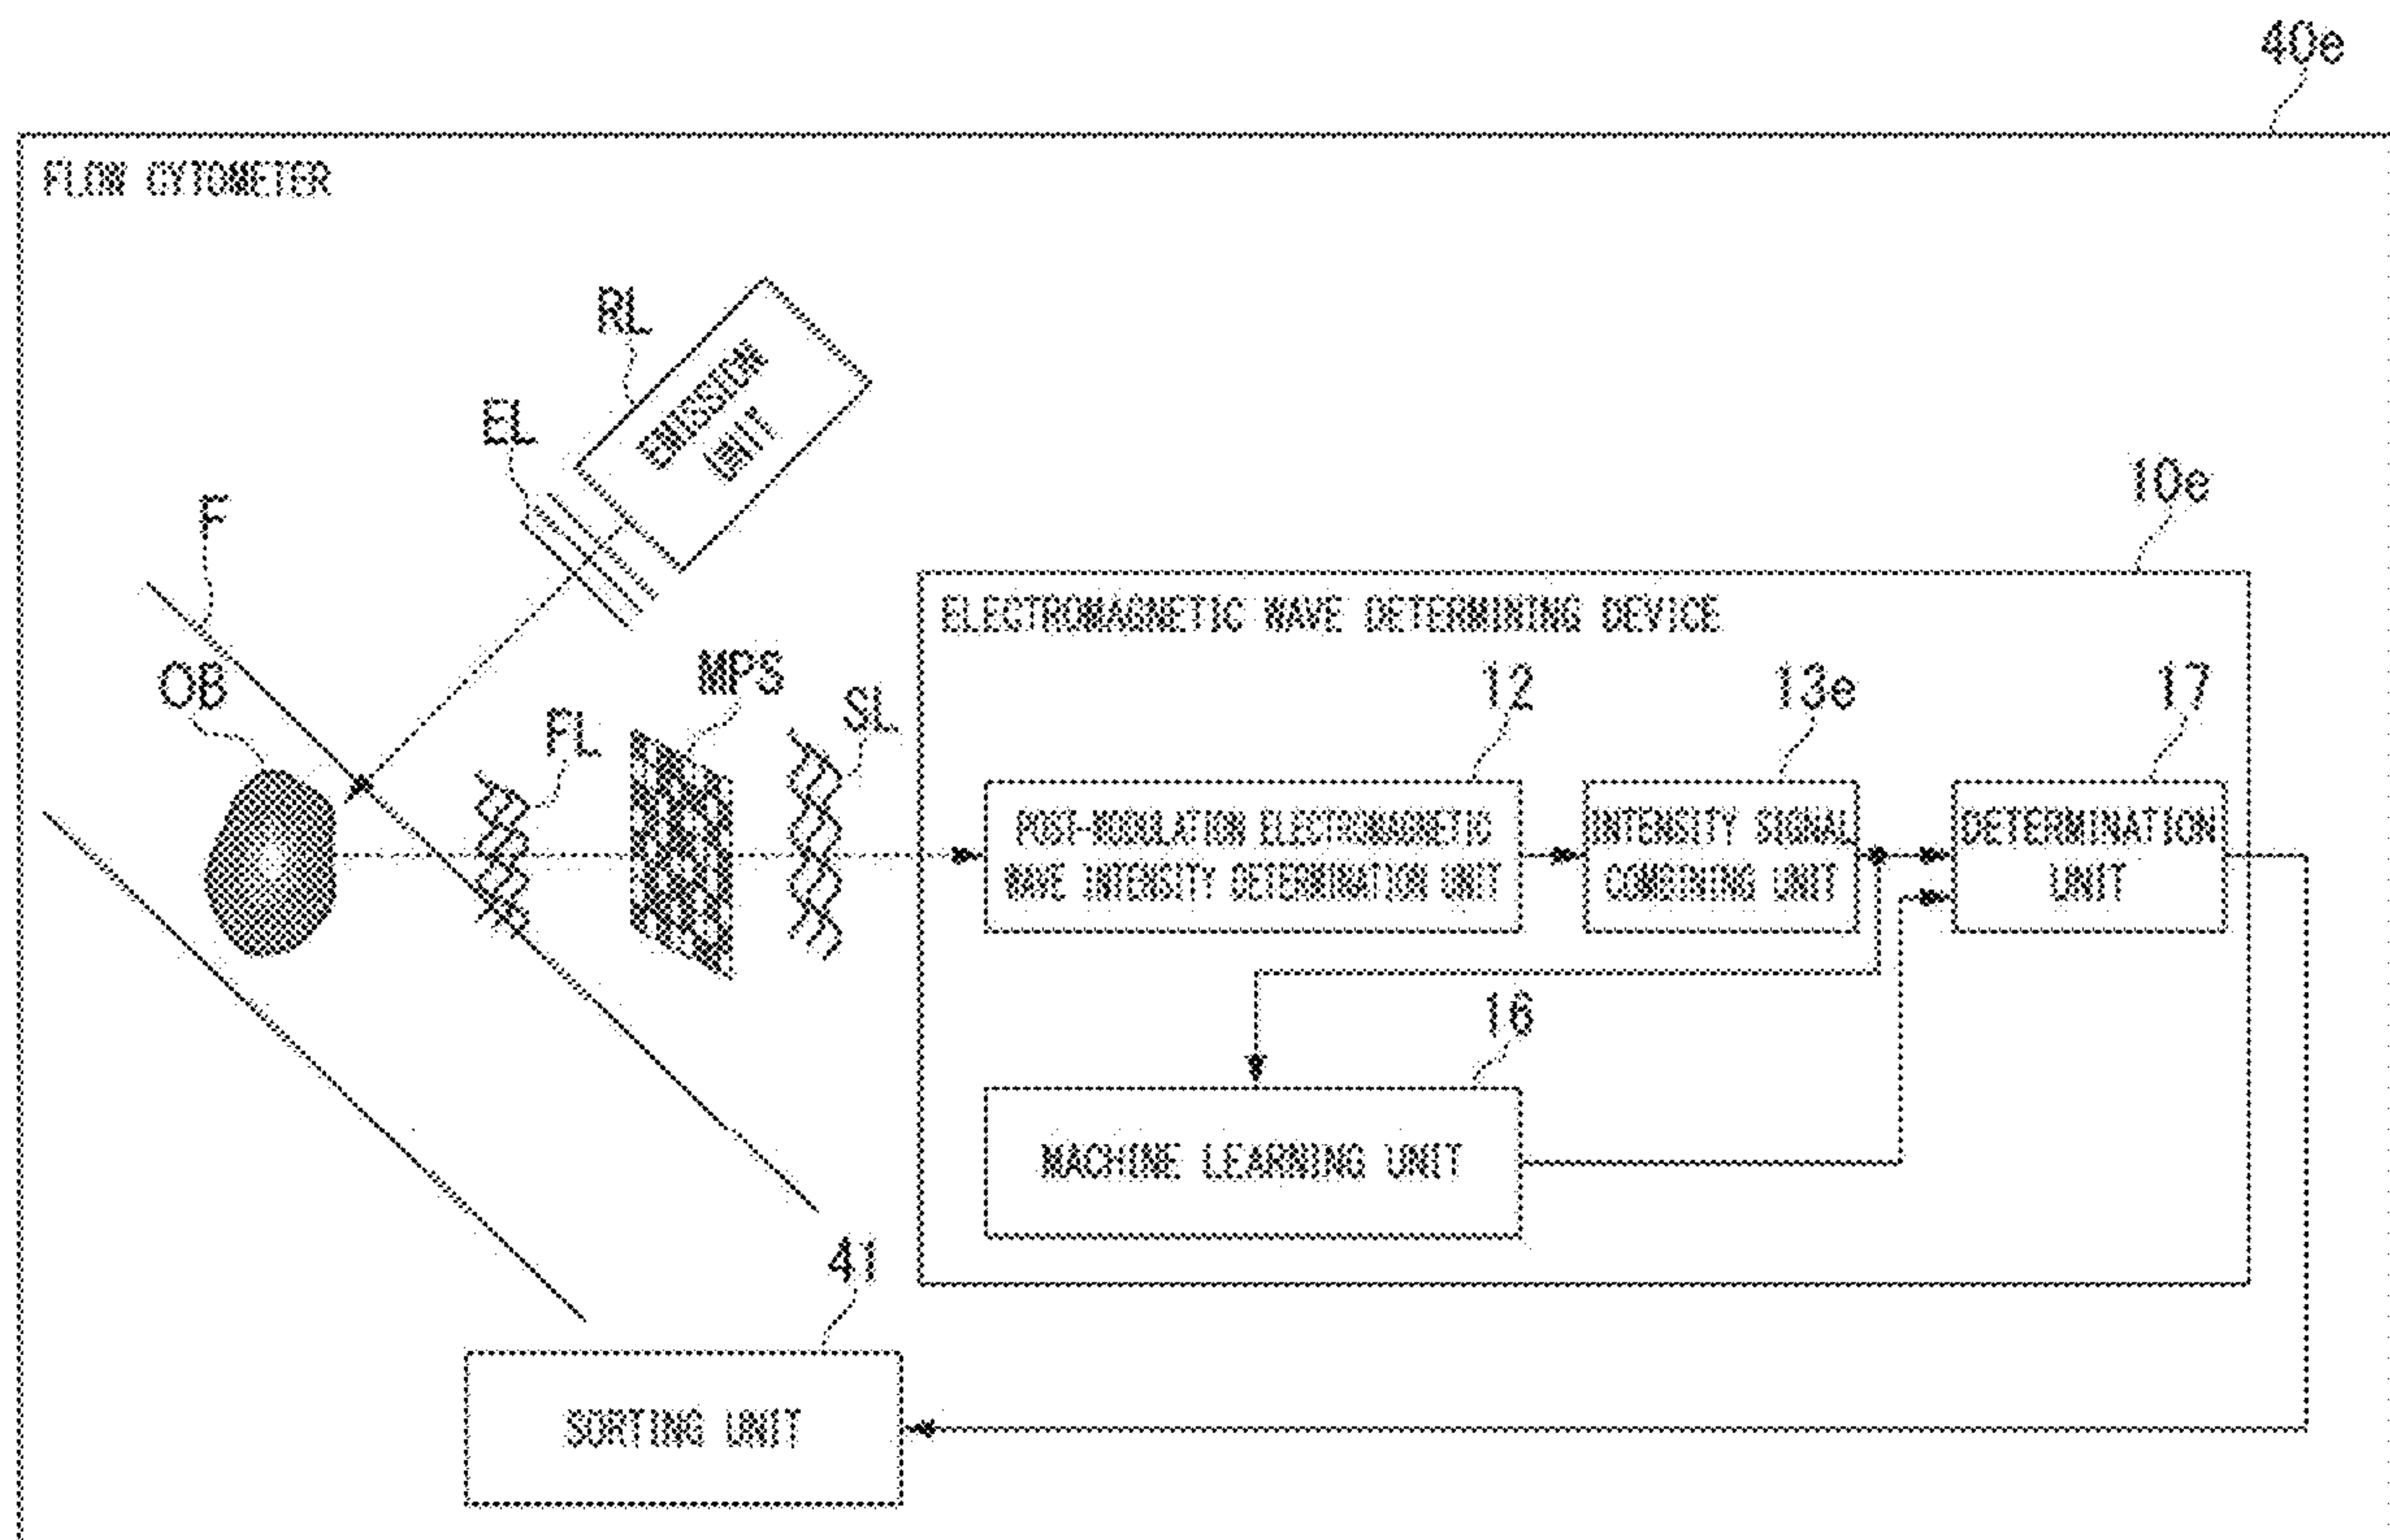 40e
FLOW CYTOMETER
RL
EMISSION
UNIT
EL
F
10e
ELECTROMAGNETIC WAVE DETERMINING DEVICE
OB
FL
MPS
SL
12
13e
17
POST-MODULATION ELECTROMAGNETIC
WAVE INTENSITY DETERMINATION UNIT
INTENSITY SIGNAL
COMBINING UNIT
DETERMINATION
UNIT
16
MACHINE LEARNING UNIT
41
SORTING UNIT